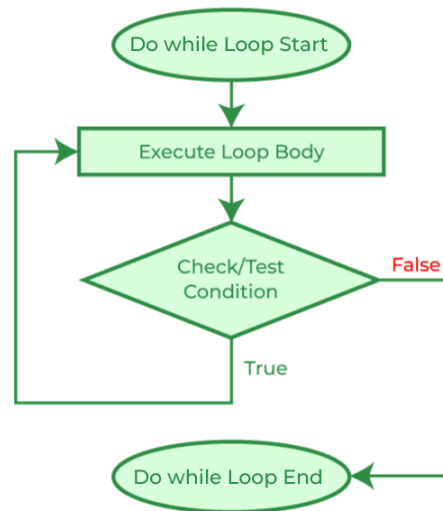 Do while Loop Start
Execute Loop Body
Check/Test
Condition
False
True
Do while Loop End